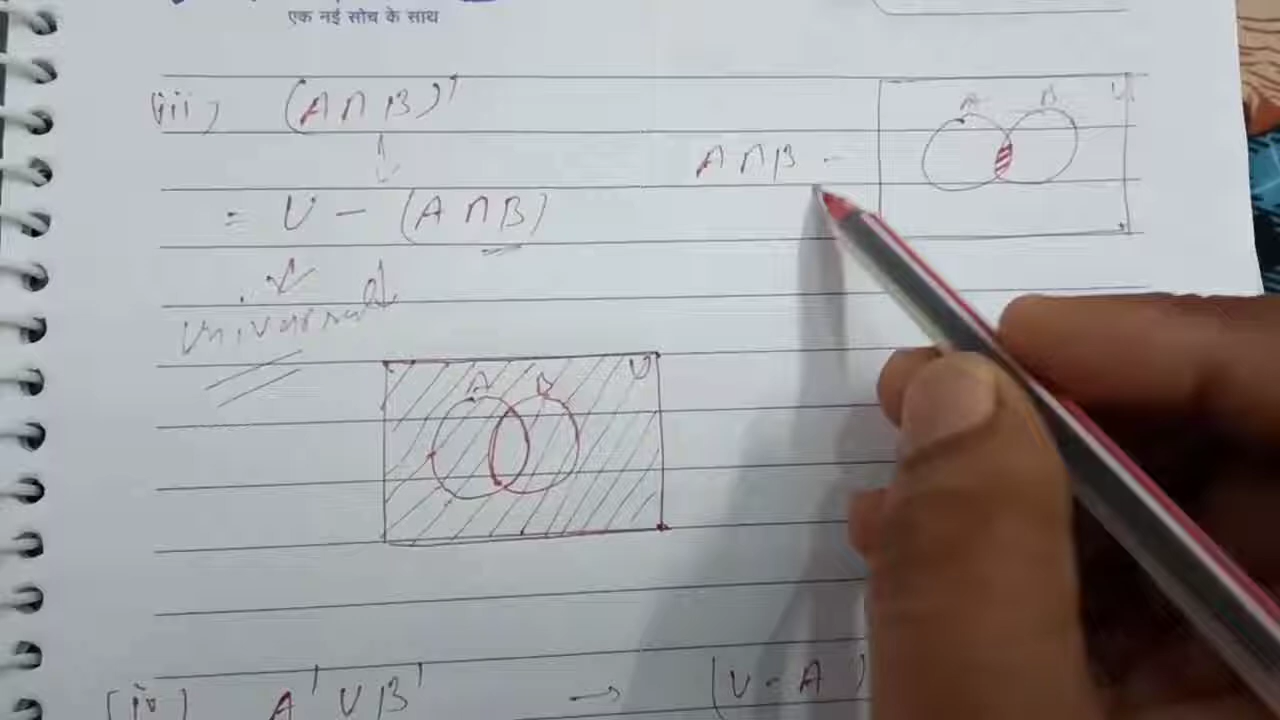 एक नई सोच के साथ
(iii) (A∩B)'
A∩B -
A B U
= U - (A∩B)
Universal
A B U
(iv) A' U B' → (U - A)